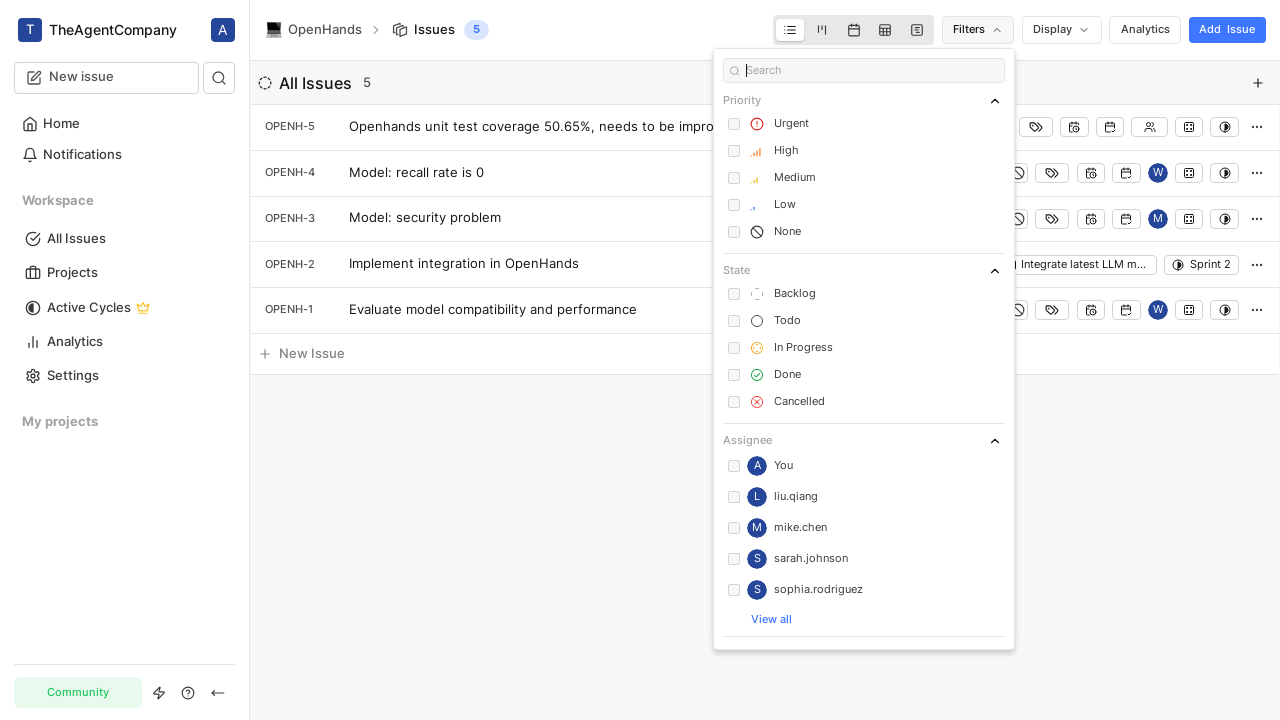 T TheAgentCompany A
New issue
Home
Notifications
Workspace
All Issues
Projects
Active Cycles
Analytics
Settings
My projects
Community
OpenHands Issues 5
Filters Display Analytics Add Issue
All Issues 5
OPENH-5 Openhands unit test coverage 50.65%, needs to be impro
OPENH-4 Model: recall rate is 0 W
OPENH-3 Model: security problem M
OPENH-2 Implement integration in OpenHands Integrate latest LLM m... Sprint 2
OPENH-1 Evaluate model ompatibility and performance W
New Issue
Search
Priority
Urgent
High
Medium
Low
None
State
Backlog
Todo
In Progress
Done
Cancelled
Assignee
A You
L liu.qiang
M mike.chen
S sarah.johnson
S sophia.rodriguez
View all